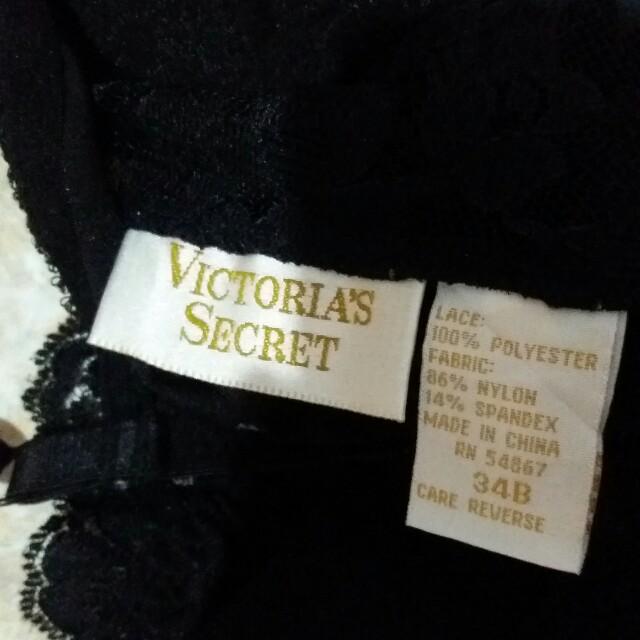 VICTORIA'S
SECRET
LACE:
100% POLYESTER
FABRIC:
86% NYLON
14% SPANDEX
MADE IN CHINA
RN 54867
34B
CARE REVERSE